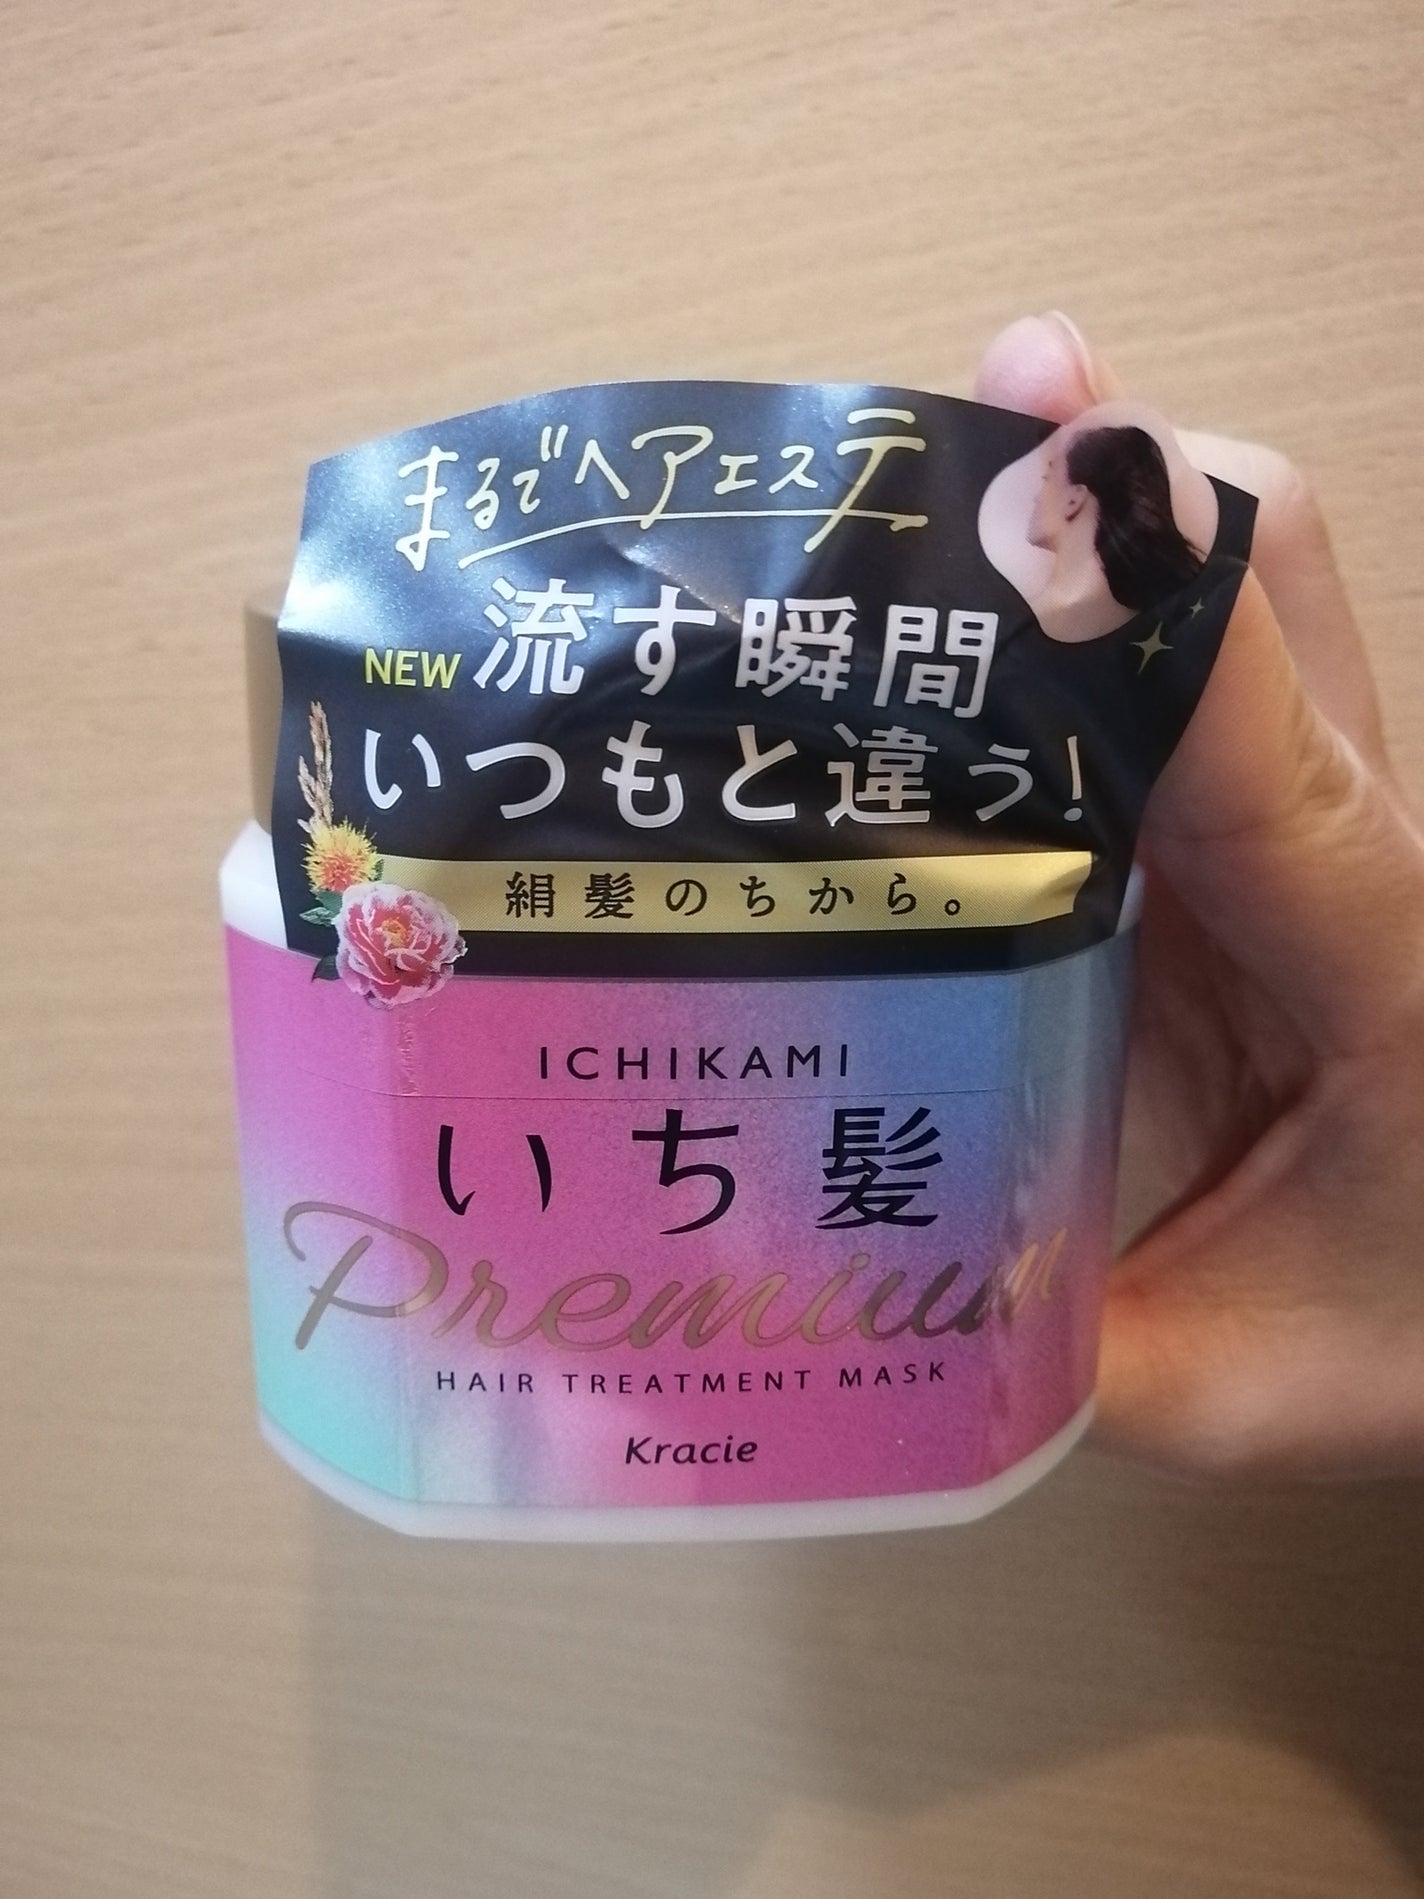 まるでヘアエステ
NEW 流す瞬間
いつもと違う!
絹髪のちから。
ICHIKAMI
いち髪
Premium
HAIR TREATMENT MASK
Kracie